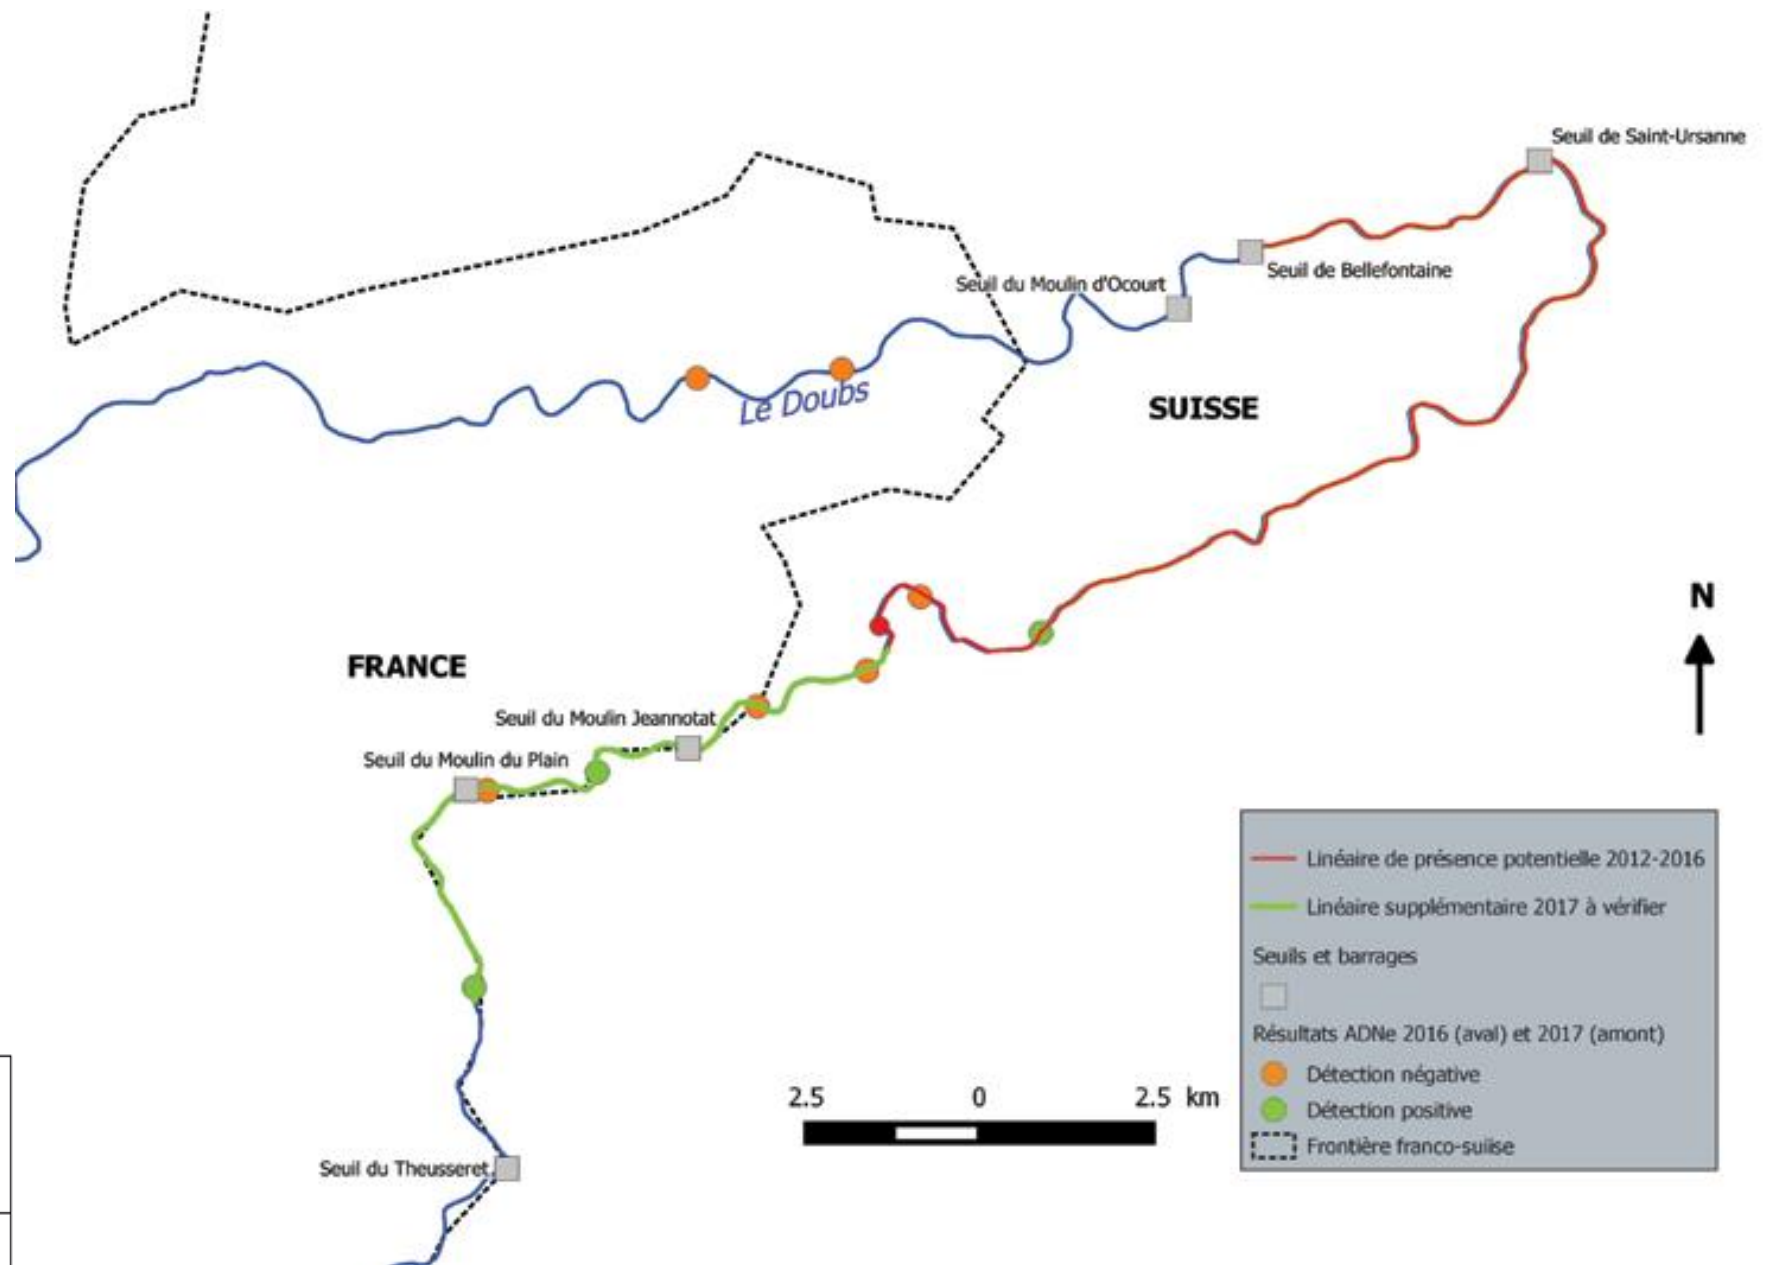 Seuil de Saint-Ursanne
Seuil de Bellefontaine
Seuil du Moulin d'Ocourt
Le Doubs
SUISSE
N
FRANCE
Seuil du Moulin Jeannotat
Seuil du Moulin du Plain
Linéaire de présence potentielle 2012-2016
Linéaire supplémentaire 2017 à vérifier
Seuils et barrages
Résultats ADNe 2016 (aval) et 2017 (amont)
Détection négative
Détection positive
Frontière franco-suiise
2.5 0 2.5 km
Seuil du Theusseret